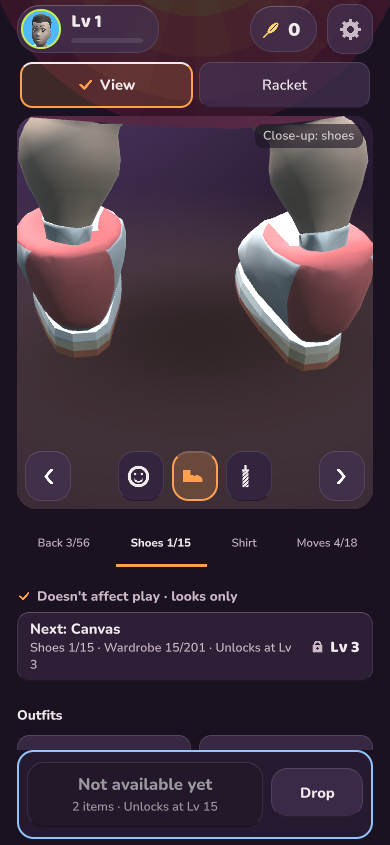 Lv 1
0
View
Racket
Close-up: shoes
Back 3/56
Shoes 1/15
Shirt
Moves 4/18
Doesn't affect play · looks only
Next: Canvas
Shoes 1/15 · Wardrobe 15/201 · Unlocks at Lv
3
Lv 3
Outfits
Not available yet
2 items · Unlocks at Lv 15
Drop